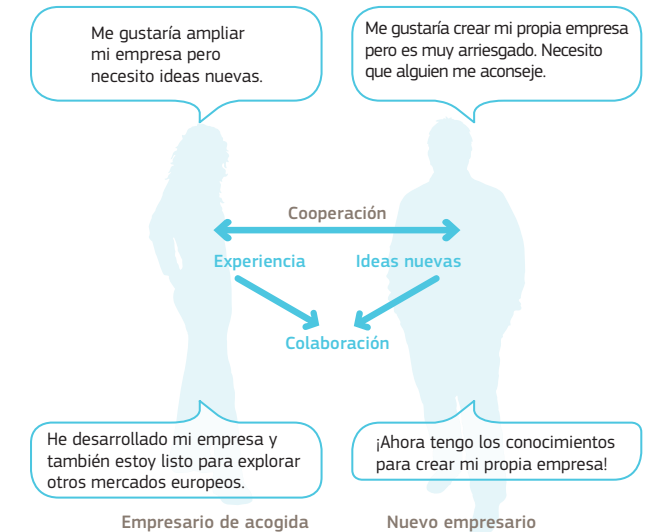 Me gustaría ampliar
mi empresa pero
necesito ideas nuevas.
Me gustaría crear mi propia empresa
pero es muy arriesgado. Necesito
que alguien me aconseje.
Cooperación
Experiencia
Ideas nuevas
Colaboración
He desarrollado mi empresa y
también estoy listo para explorar
otros mercados europeos.
¡Ahora tengo los conocimientos
para crear mi propia empresa!
Empresario de acogida
Nuevo empresario